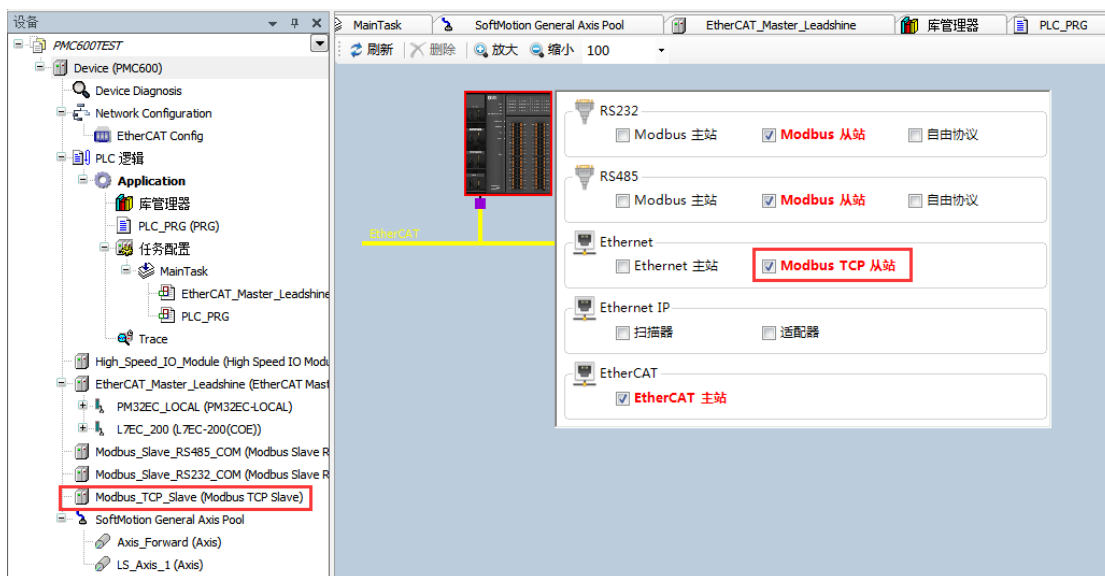 设备
PMC600TEST
Device (PMC600)
Device Diagnosis
Network Configuration
EtherCAT Config
PLC 逻辑
Application
库管理器
PLC_PRG (PRG)
任务配置
MainTask
EtherCAT_Master_Leadshine
PLC_PRG
Trace
High_Speed_IO_Module (High Speed IO Modu
EtherCAT_Master_Leadshine (EtherCAT Mast
PM32EC_LOCAL (PM32EC-LOCAL)
L7EC_200 (L7EC-200(COE))
Modbus_Slave_RS485_COM (Modbus Slave R
Modbus_Slave_RS232_COM (Modbus Slave R
Modbus_TCP_Slave (Modbus TCP Slave)
SoftMotion General Axis Pool
Axis_Forward (Axis)
LS_Axis_1 (Axis)
MainTask SoftMotion General Axis Pool EtherCAT_Master_Leadshine 库管理器 PLC_PRG
刷新 删除 放大 缩小 100
EtherCAT
RS232
Modbus 主站 Modbus 从站 自由协议
RS485
Modbus 主站 Modbus 从站 自由协议
Ethernet
Ethernet 主站 Modbus TCP 从站
Ethernet IP
扫描器 适配器
EtherCAT
EtherCAT 主站